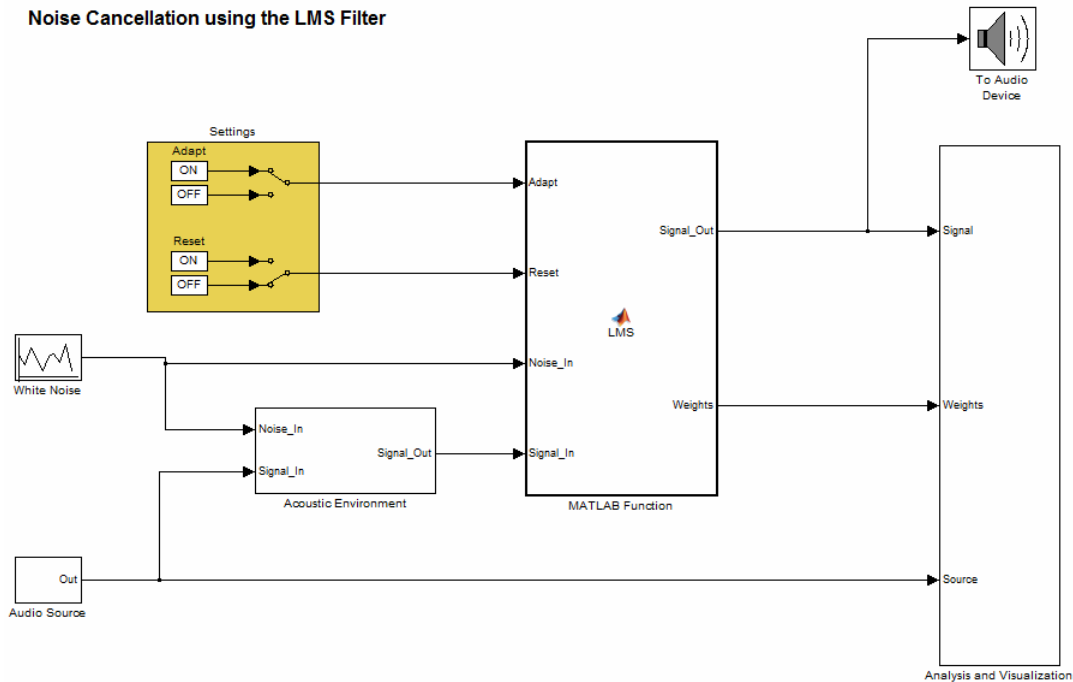 Noise Cancellation using the LMS Filter
To Audio
Device
Settings
Adapt
ON
OFF
Reset
ON
OFF
Adapt
Reset
Noise_In
Signal_In
Signal_Out
Weights
LMS
MATLAB Function
Signal
Weights
Source
Analysis and Visualization
White Noise
Noise_In
Signal_In
Signal_Out
Acoustic Environment
Out
Audio Source